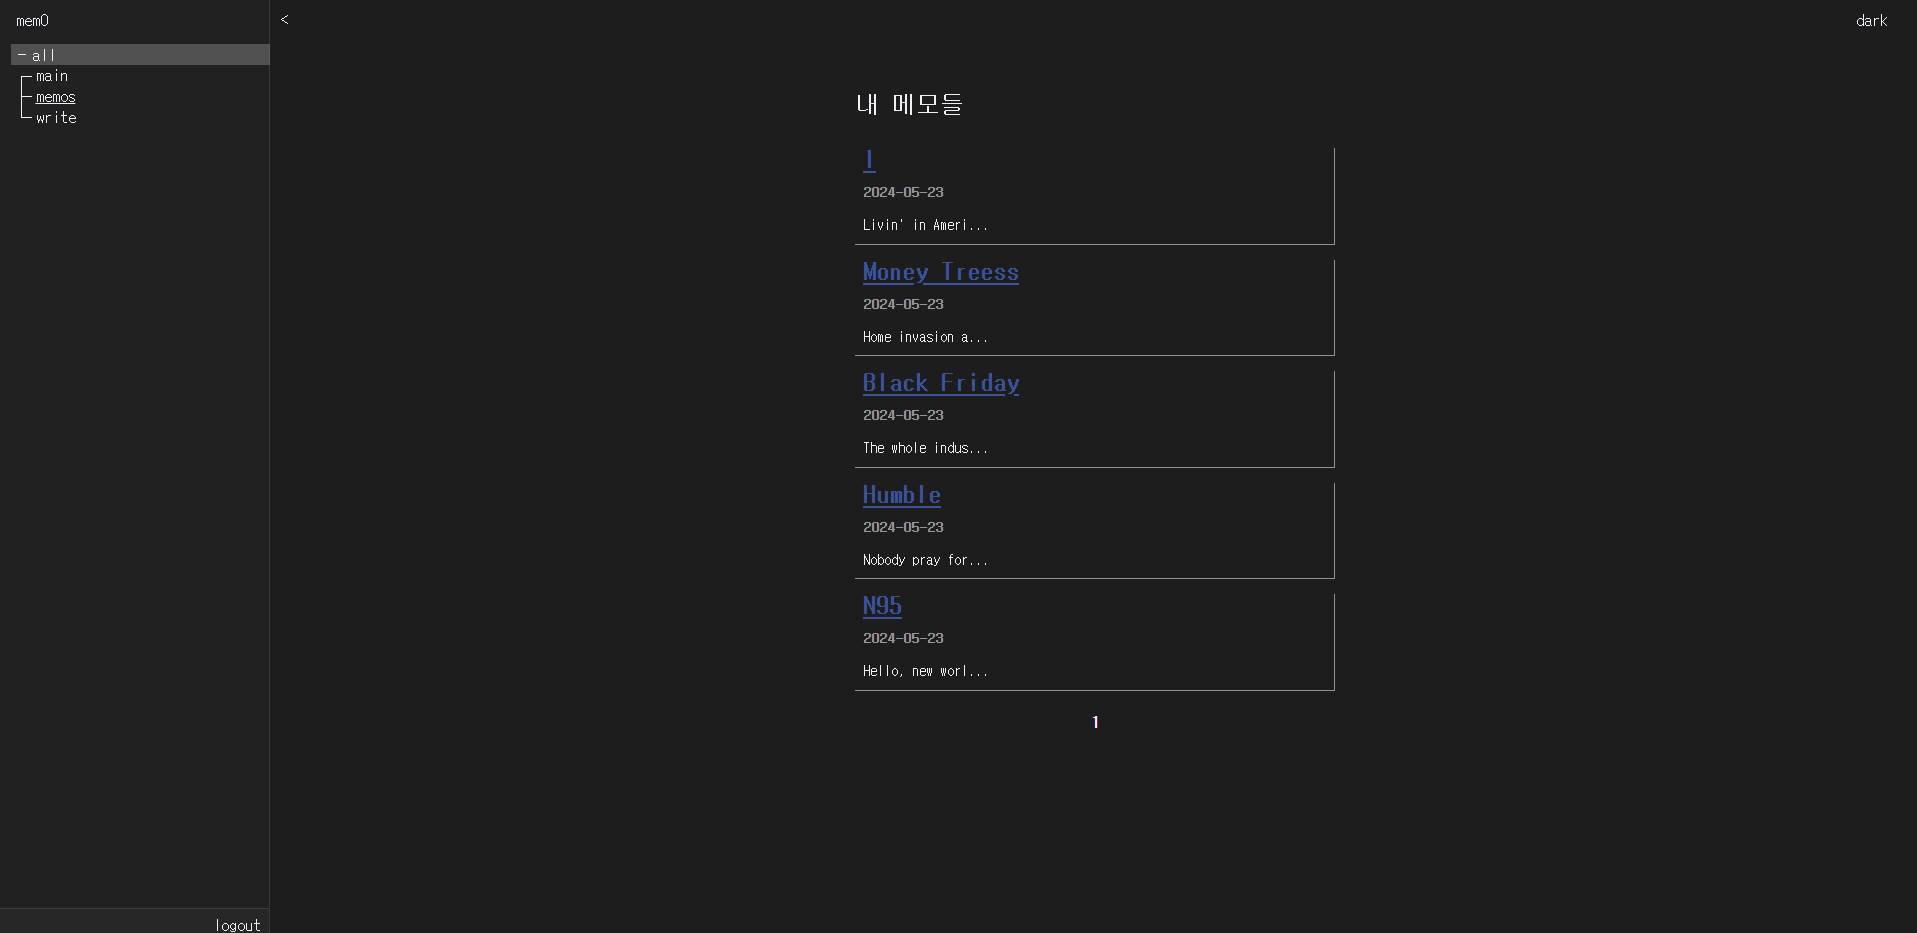 mem0
<
dark
- all
main
memos
write
내 메모들
I
2024-05-23
Livin' in Ameri...
Money Treess
2024-05-23
Home invasion a...
Black Friday
2024-05-23
The whole indus...
Humble
2024-05-23
Nobody pray for...
N95
2024-05-23
Hello, new worl...
1
logout